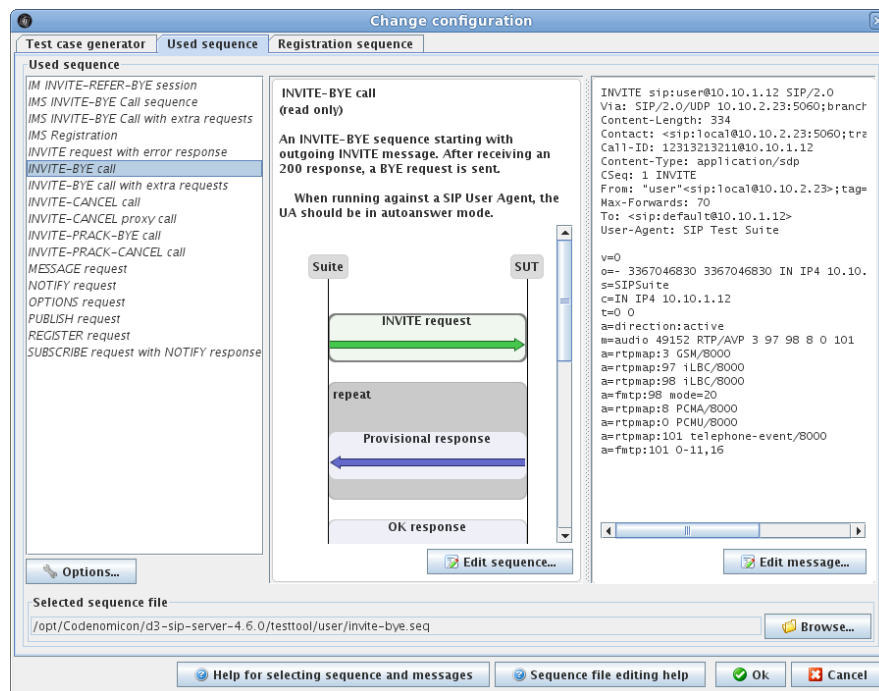 Change configuration
Test case generator
Used sequence
Registration sequence
Used sequence
IM INVITE-REFER-BYE session
IMS INVITE-BYE Call sequence
IMS INVITE-BYE Call with extra requests
IMS Registration
INVITE request with error response
INVITE-BYE call
INVITE-BYE call with extra requests
INVITE-CANCEL call
INVITE-CANCEL proxy call
INVITE-PRACK-BYE call
INVITE-PRACK-CANCEL call
MESSAGE request
NOTIFY request
OPTIONS request
PUBLISH request
REGISTER request
SUBSCRIBE request with NOTIFY response
Options...
INVITE-BYE call
(read only)
An INVITE-BYE sequence starting with
outgoing INVITE message. After receiving an
200 response, a BYE request is sent.
When running against a SIP User Agent, the
UA should be in autoanswer mode.
Suite
SUT
INVITE request
repeat
Provisional response
OK response
Edit sequence...
INVITE sip:user@10.10.1.12 SIP/2.0
Via: SIP/2.0/UDP 10.10.2.23:5060;branch
Content-Length: 334
Contact: <sip:local@10.10.2.23:5060;tra
Call-ID: 12313213211@10.10.1.12
Content-Type: application/sdp
CSeq: 1 INVITE
From: "user"<sip:local@10.10.2.23>;tag=
Max-Forwards: 70
To: <sip:default@10.10.1.12>
User-Agent: SIP Test Suite
v=0
o=- 3367046830 3367046830 IN IP4 10.10.
s=SIPSuite
c=IN IP4 10.10.1.12
t=0 0
a=direction:active
m=audio 49152 RTP/AVP 3 97 98 8 0 101
a=rtpmap:3 GSM/8000
a=rtpmap:97 iLBC/8000
a=rtpmap:98 iLBC/8000
a=fmtp:98 mode=20
a=rtpmap:8 PCMA/8000
a=rtpmap:0 PCMU/8000
a=rtpmap:101 telephone-event/8000
a=fmtp:101 0-11,16
Edit message...
Selected sequence file
/opt/Codenomicon/d3-sip-server-4.6.0/testtool/user/invite-bye.seq
Browse...
Help for selecting sequence and messages
Sequence file editing help
Ok
Cancel